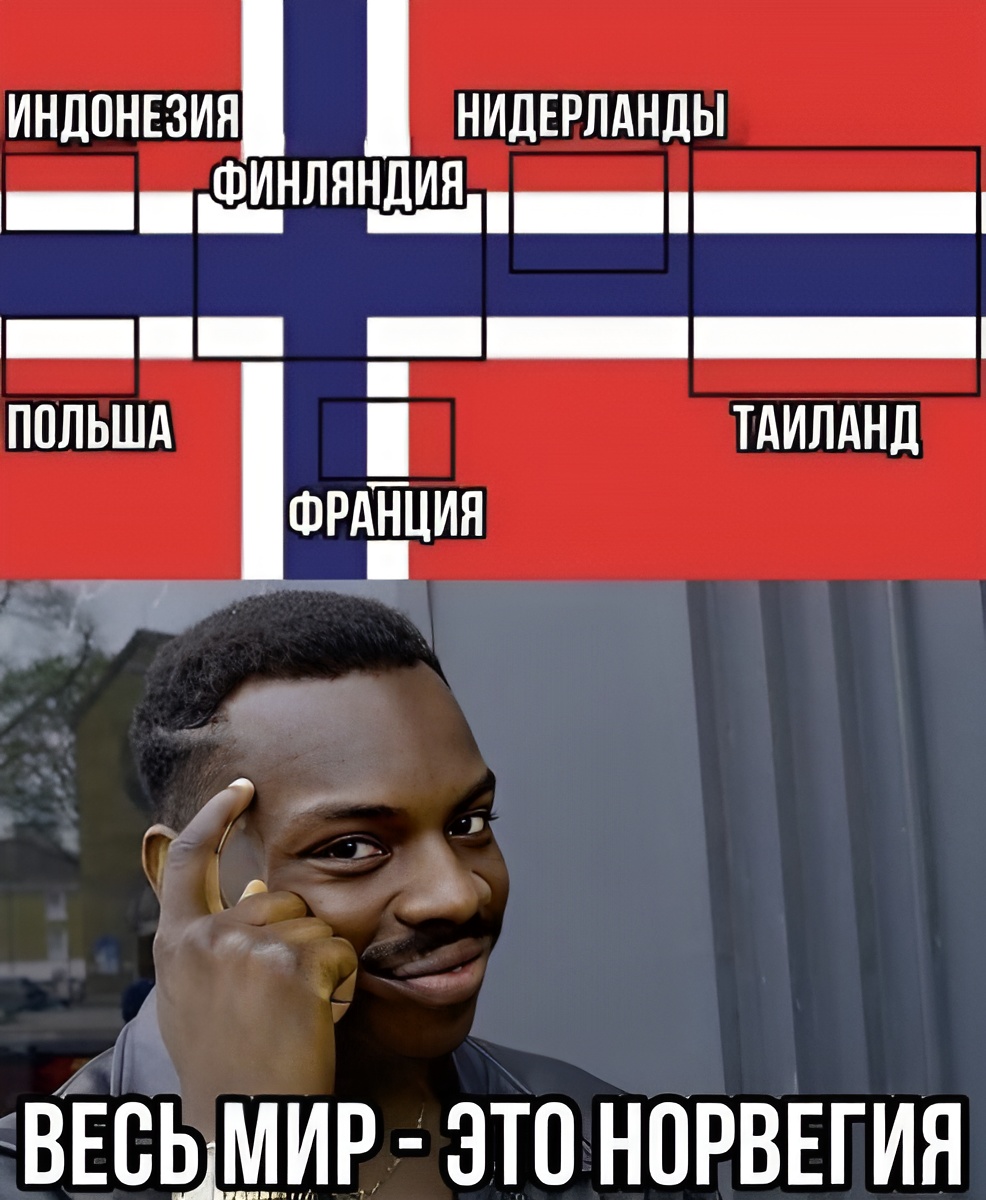 ИНДОНЕЗИЯ
НИДЕРЛАНДЫ
ФИНЛЯНДИЯ
ПОЛЬША
ТАИЛАНД
ФРАНЦИЯ
ВЕСЬ МИР - ЭТО НОРВЕГИЯ